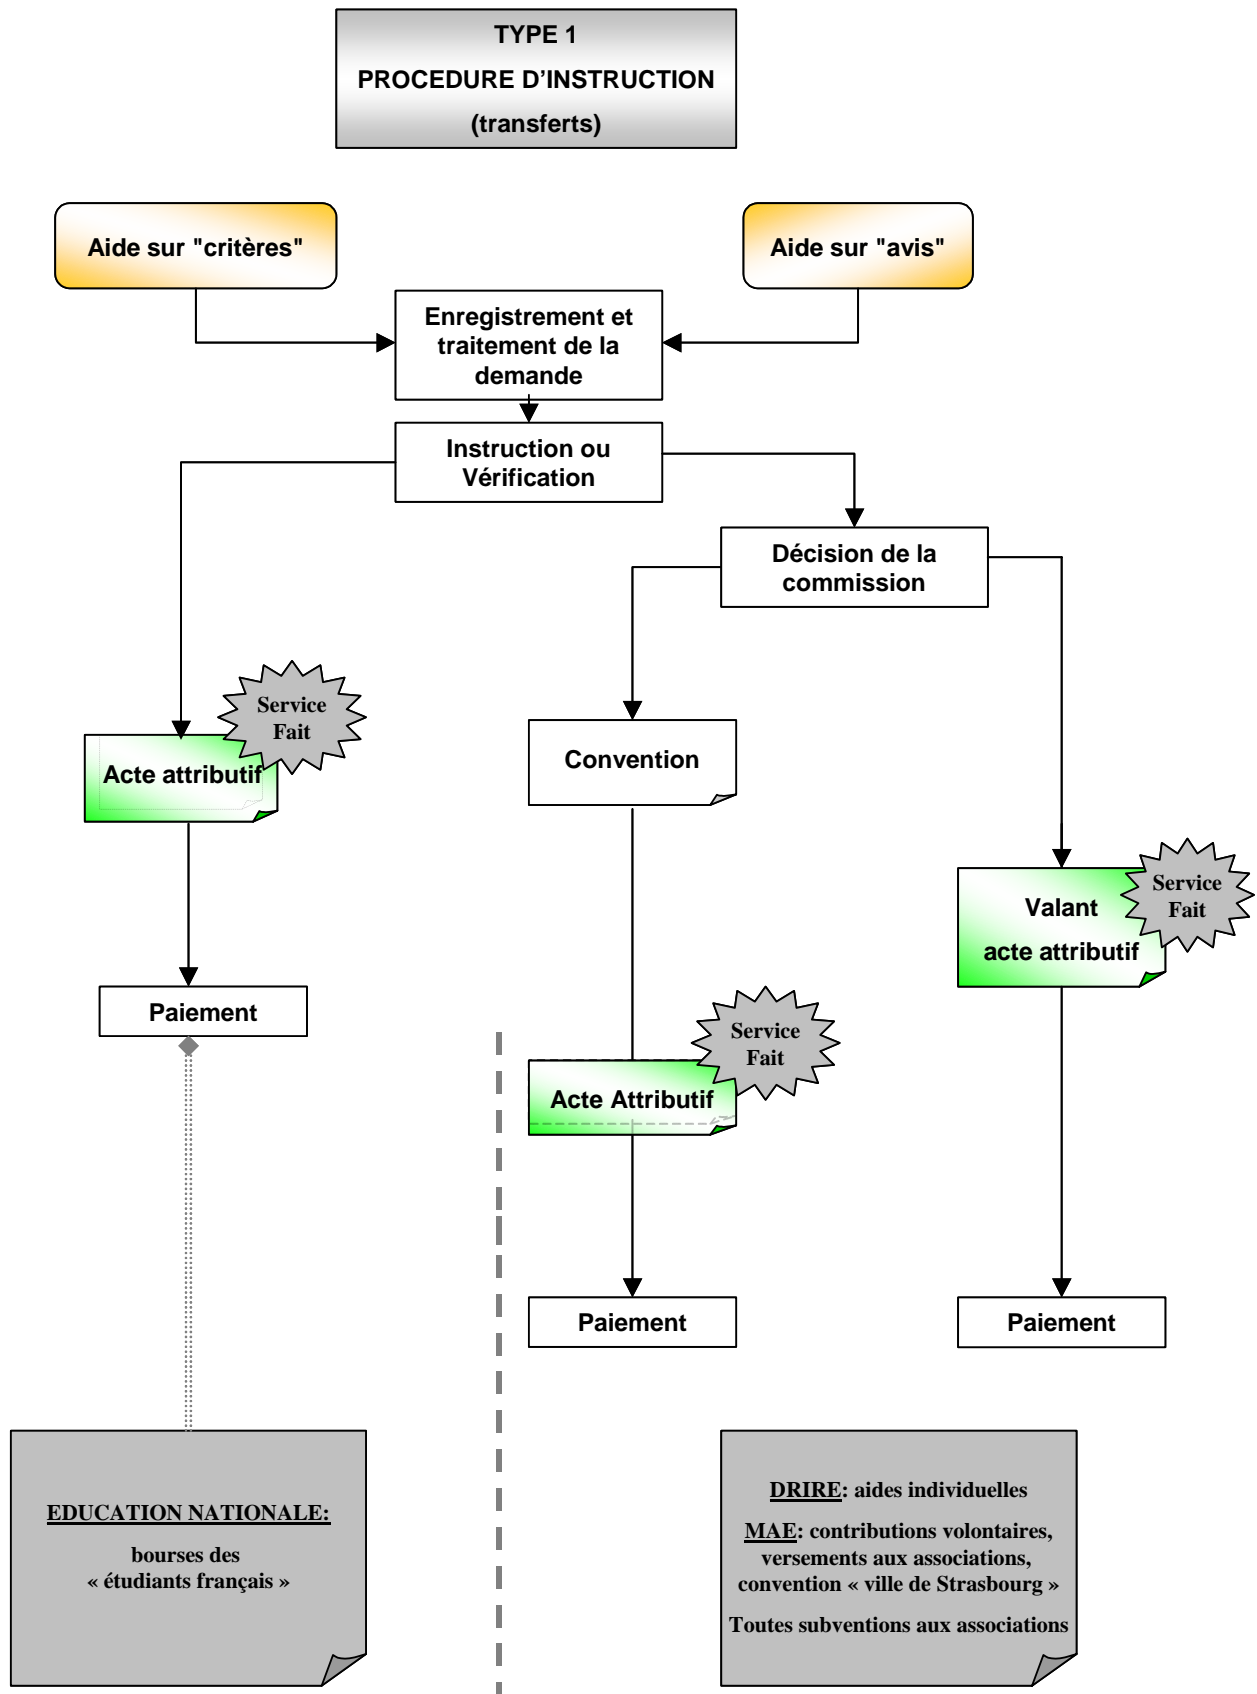 TYPE 1
PROCEDURE D'INSTRUCTION
(transferts)
Aide sur "critères"
Aide sur "avis"
Enregistrement et
traitement de la
demande
Instruction ou
Vérification
Décision de la
commission
Service
Fait
Acte attributif
Convention
Service
Fait
Valant
acte attributif
Paiement
Service
Fait
Acte Attributif
Paiement
Paiement
EDUCATION NATIONALE:
bourses des
« étudiants français »
DRIRE: aides individuelles
MAE: contributions volontaires,
versements aux associations,
convention « ville de Strasbourg »
Toutes subventions aux associations